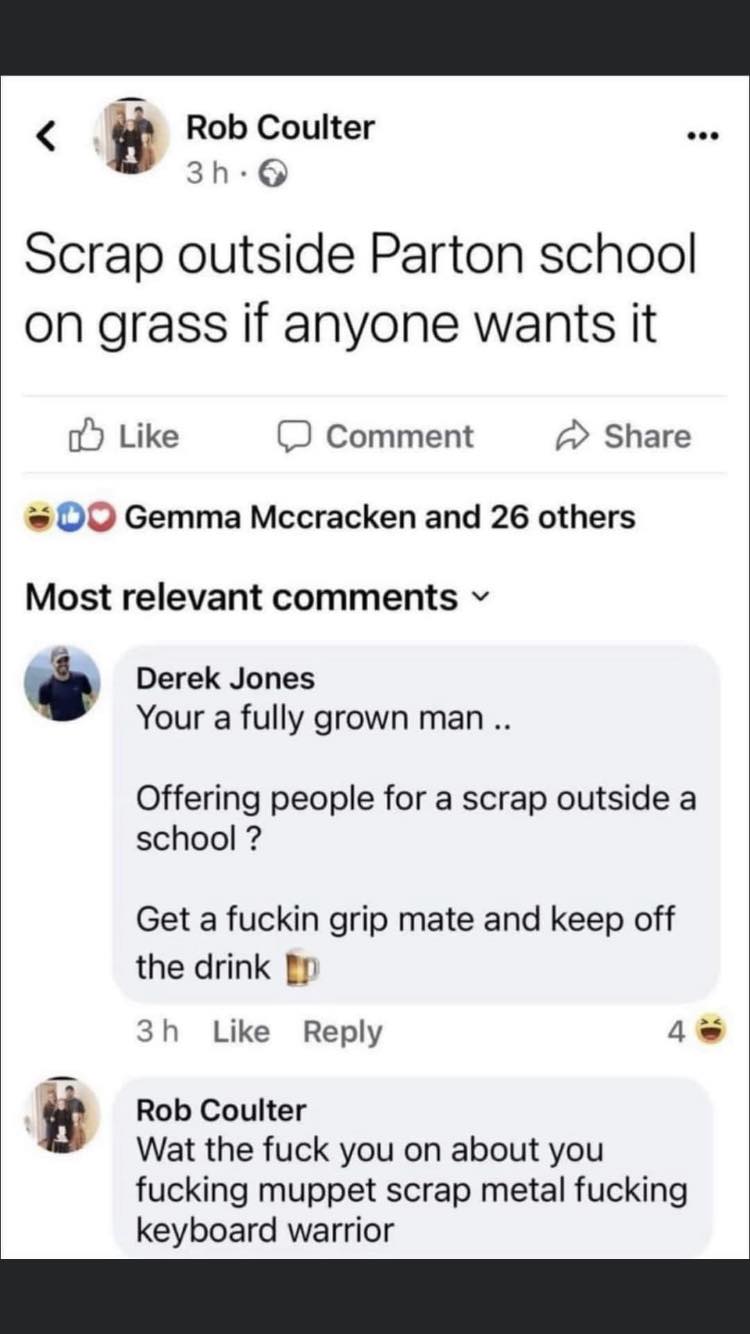 Rob Coulter
3 h ·
Scrap outside Parton school
on grass if anyone wants it
Like Comment Share
Gemma Mccracken and 26 others
Most relevant comments
Derek Jones
Your a fully grown man ..
Offering people for a scrap outside a
school ?
Get a fuckin grip mate and keep off
the drink 🍺
3 h Like Reply 4
Rob Coulter
Wat the fuck you on about you
fucking muppet scrap metal fucking
keyboard warrior